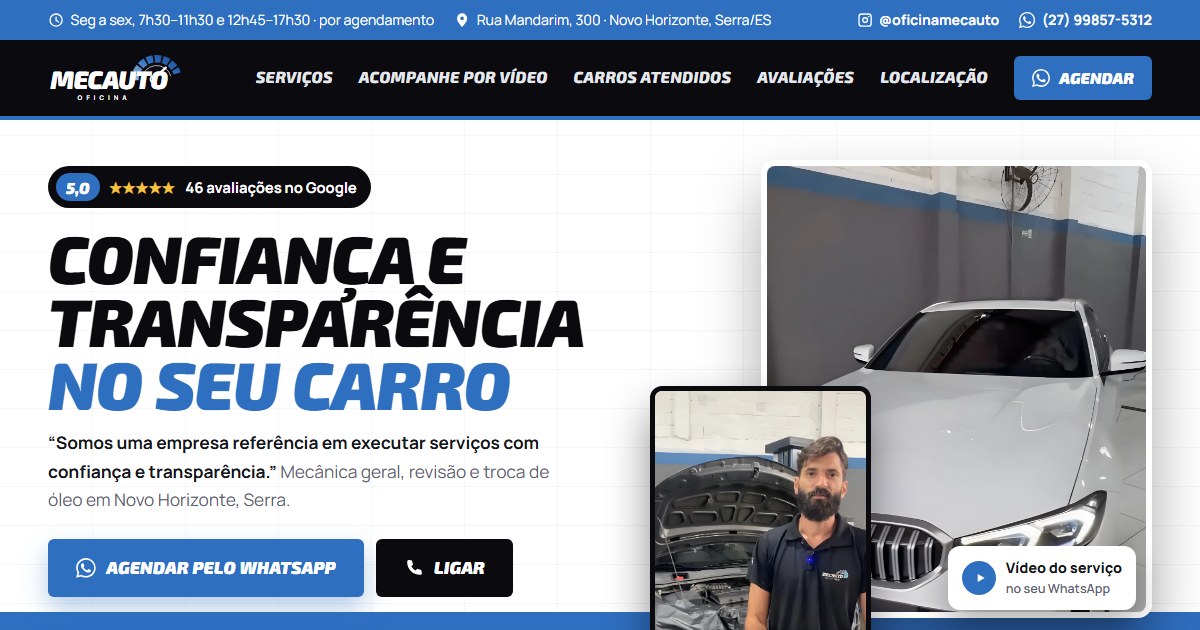 Seg a sex, 7h30–11h30 e 12h45–17h30 · por agendamento
Rua Mandarim, 300 · Novo Horizonte, Serra/ES
@oficinamecauto
(27) 99857-5312
MECAUTO
OFICINA
SERVIÇOS
ACOMPANHE POR VÍDEO
CARROS ATENDIDOS
AVALIAÇÕES
LOCALIZAÇÃO
AGENDAR
5,0 ★★★★★ 46 avaliações no Google
CONFIANÇA E
TRANSPARÊNCIA
NO SEU CARRO
“Somos uma empresa referência em executar serviços com
confiança e transparência.” Mecânica geral, revisão e troca de
óleo em Novo Horizonte, Serra.
AGENDAR PELO WHATSAPP
LIGAR
MECAUTO
Vídeo do serviço
no seu WhatsApp